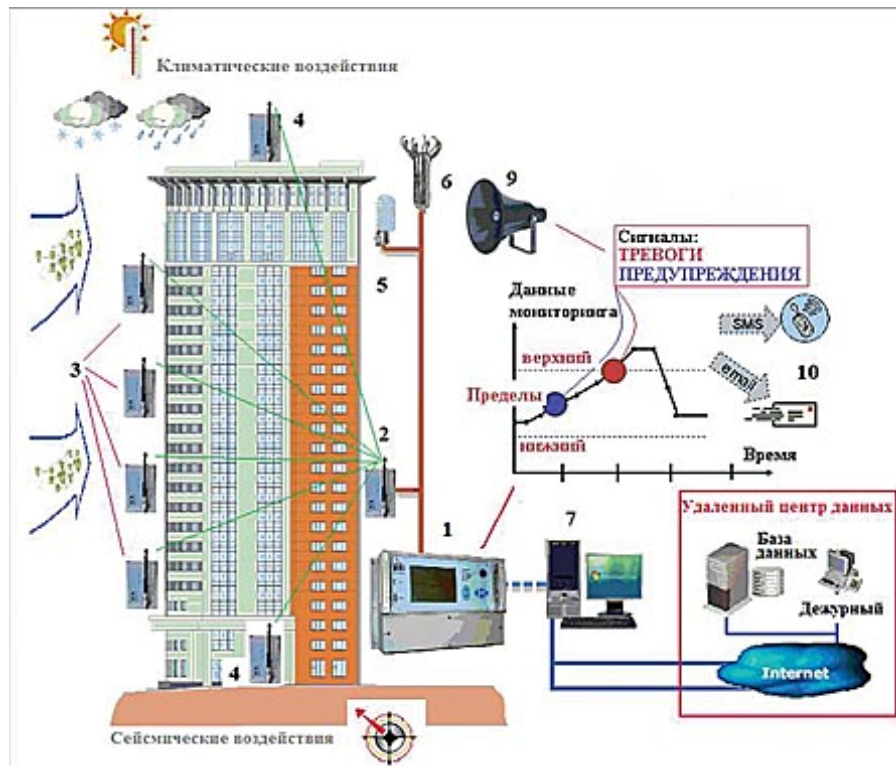 Климатические воздействия
4
6
9
Сигналы:
ТРЕВОГИ
ПРЕДУПРЕЖДЕНИЯ
5
Данные
мониторинга
SMS
верхний
email
10
3
Пределы
2
нижний
Время
1
7
Удаленный центр данных
База
данных
Дежурный
4
Internet
Сейсмические воздействия